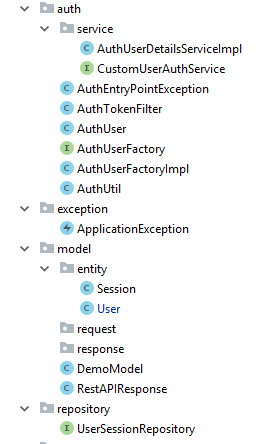 auth
service
AuthUserDetailsServiceImpl
CustomUserAuthService
AuthEntryPointException
AuthTokenFilter
AuthUser
AuthUserFactory
AuthUserFactoryImpl
AuthUtil
exception
ApplicationException
model
entity
Session
User
request
response
DemoModel
RestAPIResponse
repository
UserSessionRepository